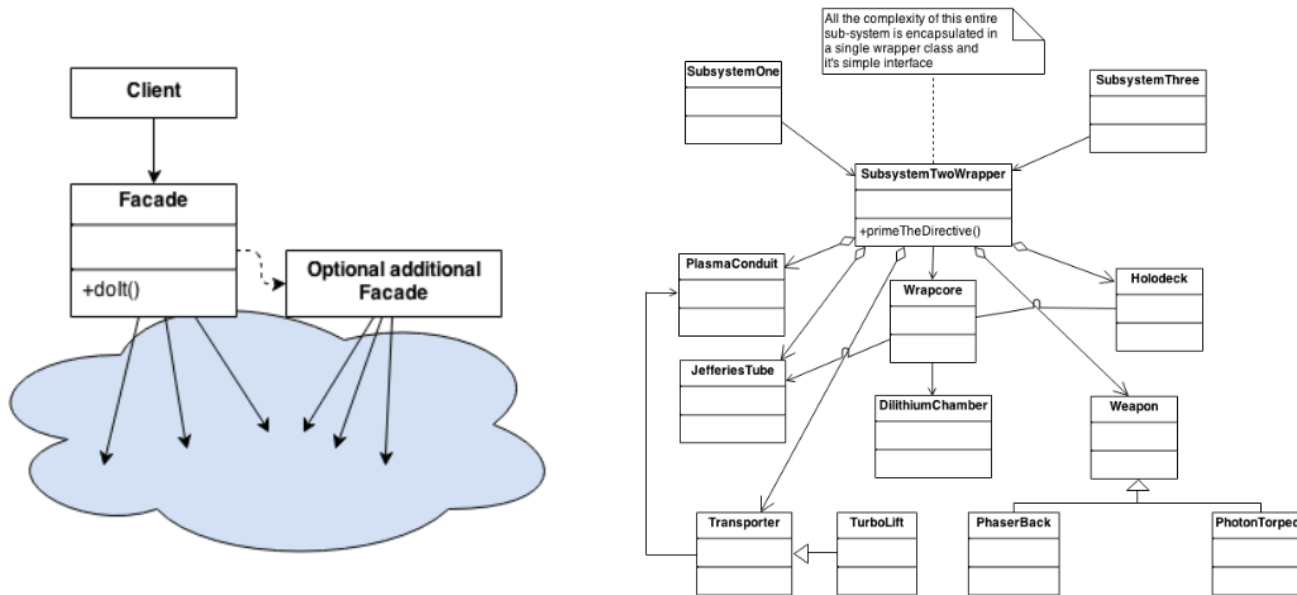 Client
Facade
+doIt()
Optional additional
Facade
All the complexity of this entire
sub-system is encapsulated in
a single wrapper class and
it's simple interface
SubsystemOne
SubsystemThree
SubsystemTwoWrapper
+primeTheDirective()
PlasmaConduit
Wrapcore
Holodeck
JefferiesTube
DilithiumChamber
Weapon
Transporter
TurboLift
PhaserBack
PhotonTorped